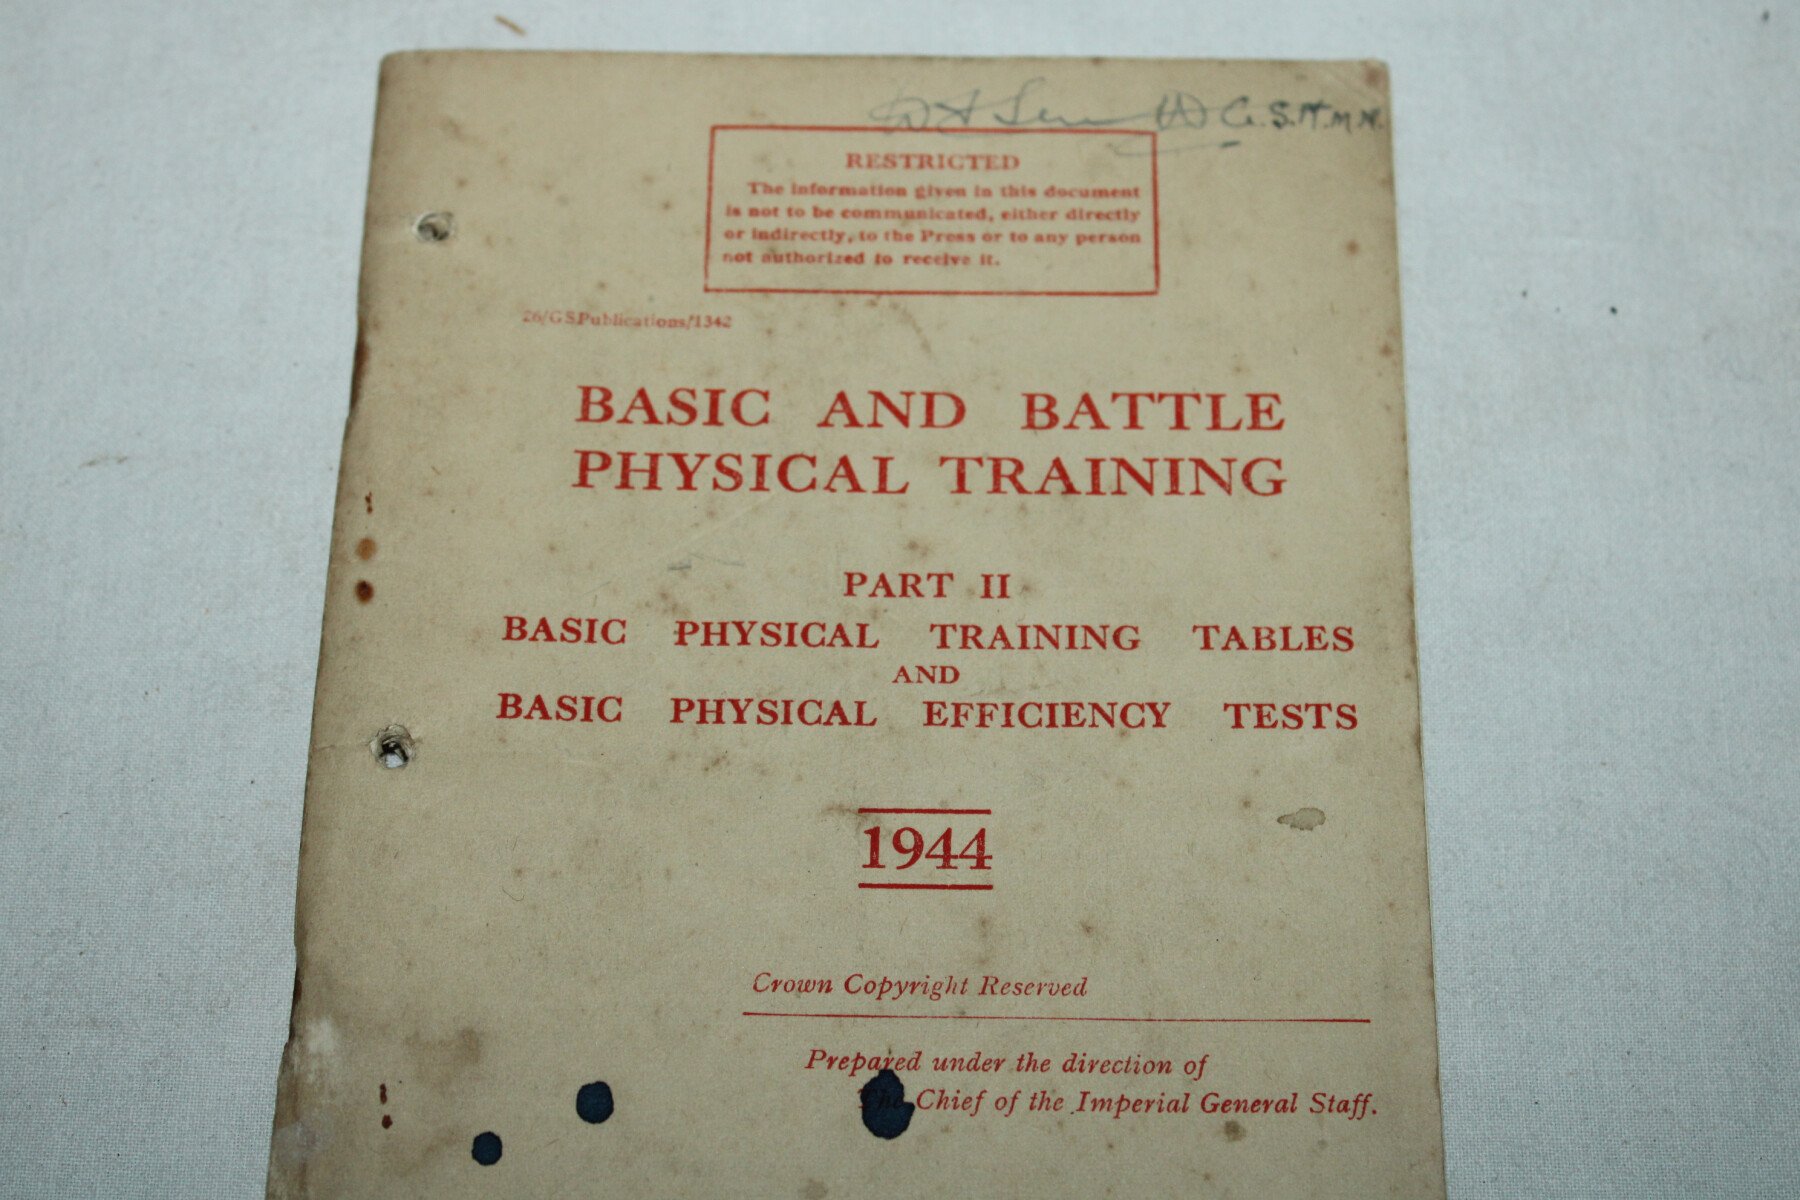 RESTRICTED
The information given in this document
is not to be communicated, either directly
or indirectly, to the Press or to any person
not authorized to receive it.
26/GS Publications/1342
BASIC AND BATTLE
PHYSICAL TRAINING
PART II
BASIC PHYSICAL TRAINING TABLES
AND
BASIC PHYSICAL EFFICIENCY TESTS
1944
Crown Copyright Reserved
Prepared under the direction of
The Chief of the Imperial General Staff.